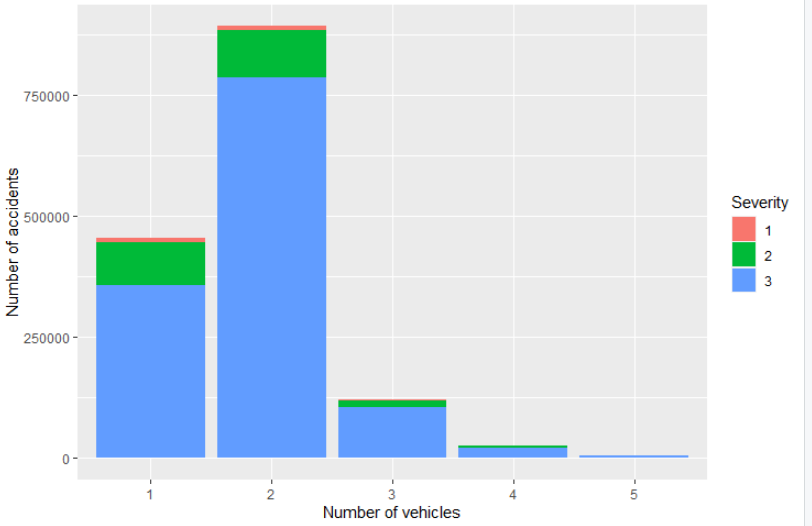 750000
500000
250000
0
Number of accidents
1 2 3 4 5
Number of vehicles
Severity
1
2
3